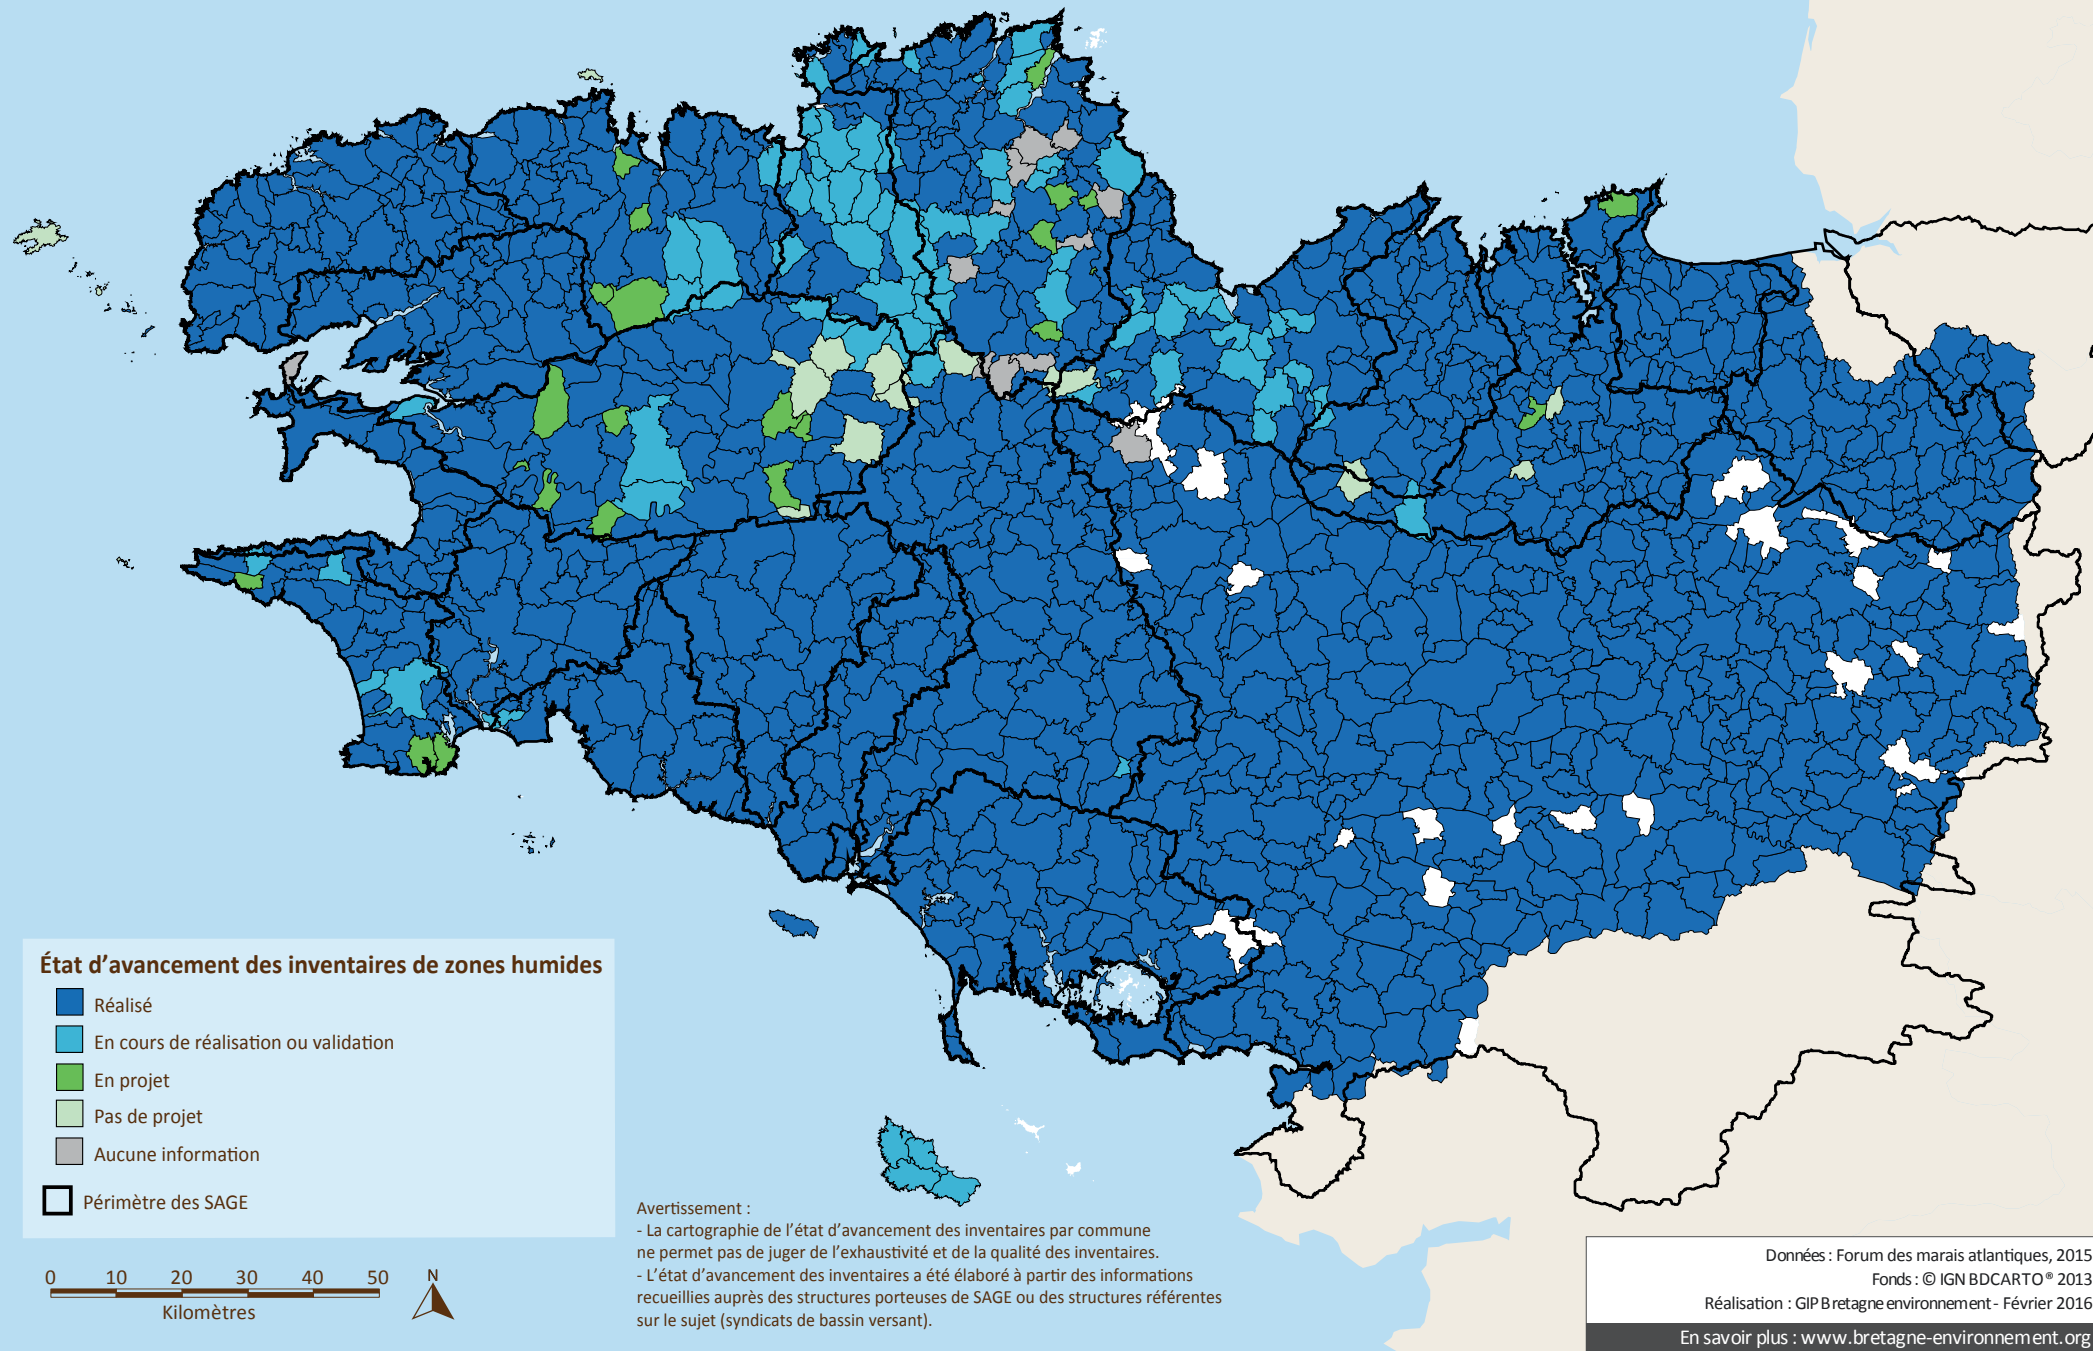 État d’avancement des inventaires de zones humides
Réalisé
En cours de réalisation ou validation
En projet
Pas de projet
Aucune information
Périmètre des SAGE
0 10 20 30 40 50
Kilomètres
N
Avertissement :
- La cartographie de l’état d’avancement des inventaires par commune
ne permet pas de juger de l’exhaustivité et de la qualité des inventaires.
- L’état d’avancement des inventaires a été élaboré à partir des informations
recueillies auprès des structures porteuses de SAGE ou des structures référentes
sur le sujet (syndicats de bassin versant).
Données : Forum des marais atlantiques, 2015
Fonds : © IGN BDCARTO® 2013
Réalisation : GIP Bretagne environnement - Février 2016
En savoir plus : www.bretagne-environnement.org